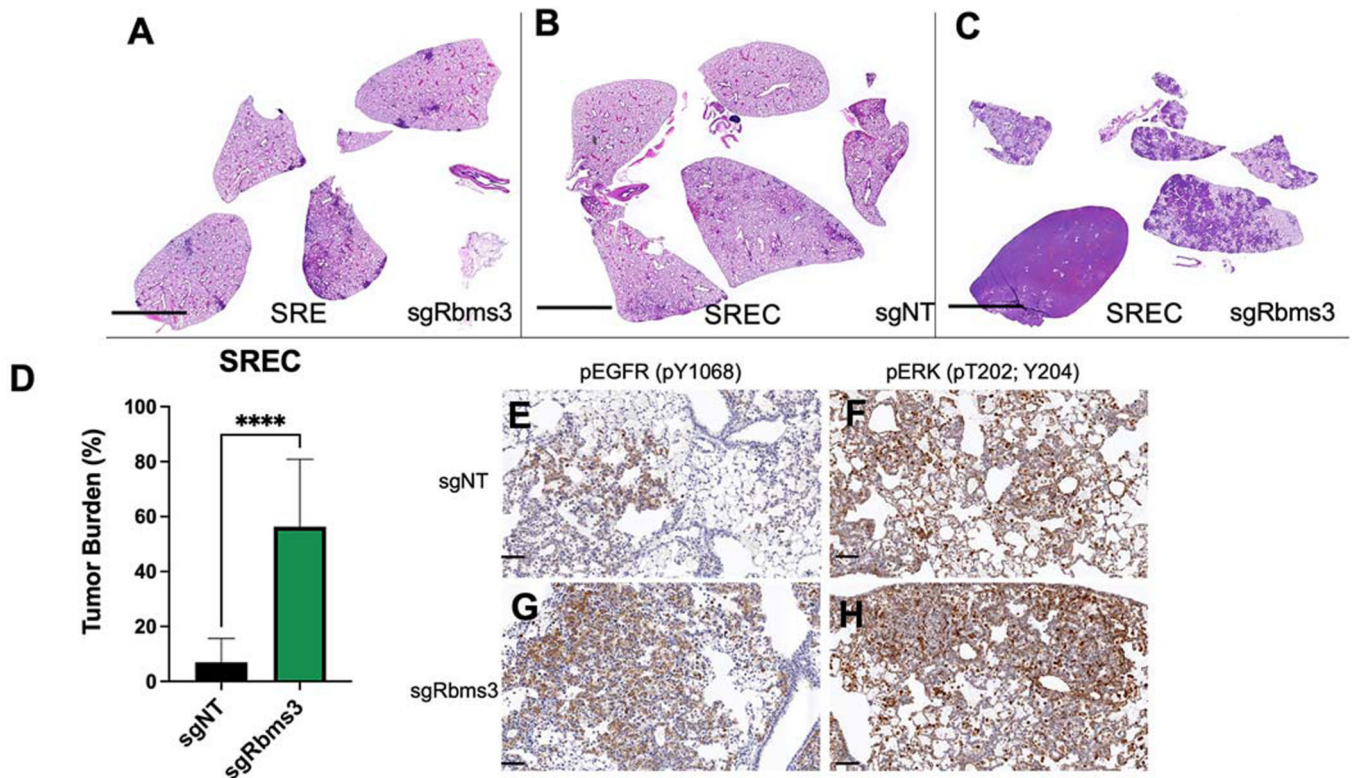 A
B
C
SRE
sgRbms3
SREC
sgNT
SREC
sgRbms3
D
SREC
Tumor Burden (%)
100
80
60
40
20
0
****
sgNT
sgRbms3
pEGFR (pY1068)
pERK (pT202; Y204)
sgNT
E
F
sgRbms3
G
H